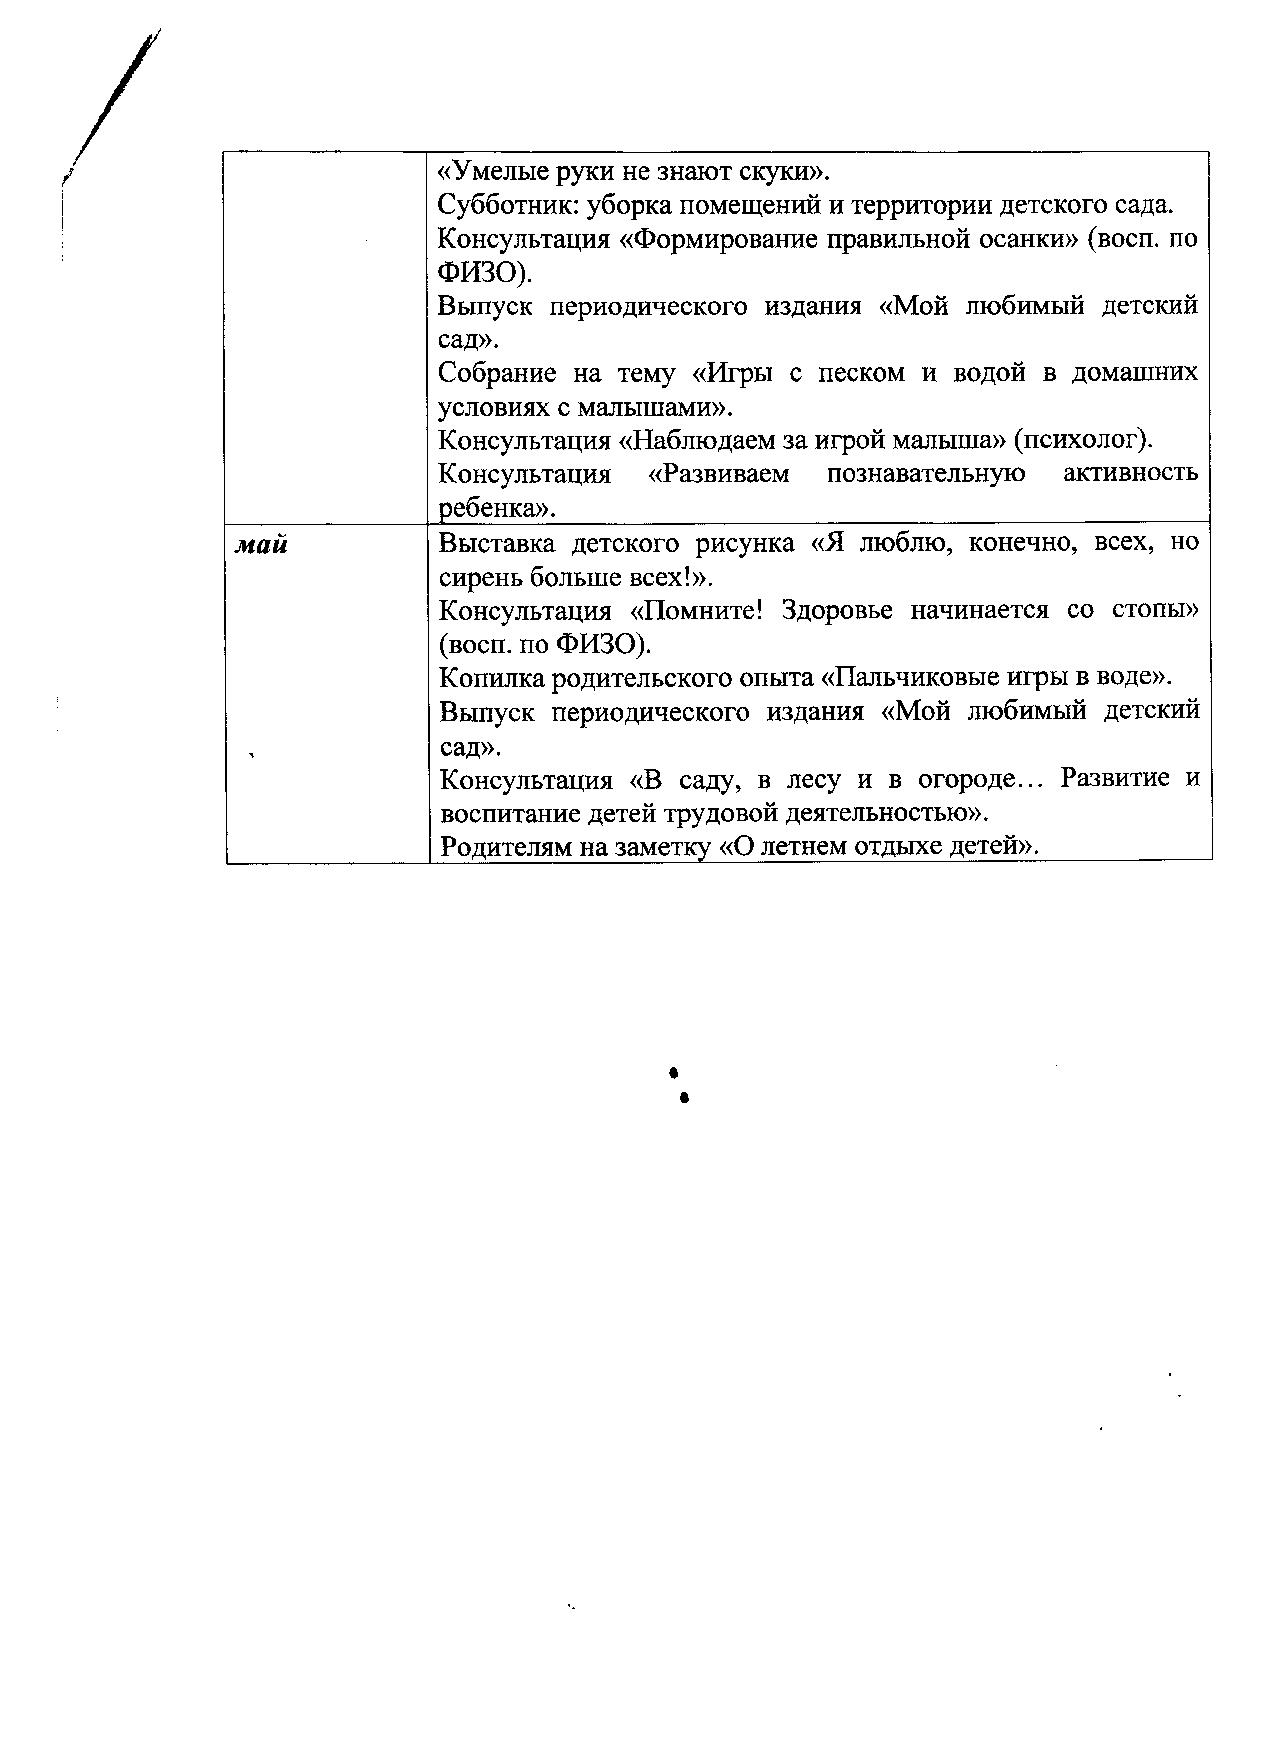 «Умелые руки не знают скуки».
Субботник: уборка помещений и территории детского сада.
Консультация «Формирование правильной осанки» (восп. по
ФИЗО).
Выпуск периодического издания «Мой любимый детский
сад».
Собрание на тему «Игры с песком и водой в домашних
условиях с малышами».
Консультация «Наблюдаем за игрой малыша» (психолог).
Консультация «Развиваем познавательную активность
ребенка».
май
Выставка детского рисунка «Я люблю, конечно, всех, но
сирень больше всех!».
Консультация «Помните! Здоровье начинается со стопы»
(восп. по ФИЗО).
Копилка родительского опыта «Пальчиковые игры в воде».
Выпуск периодического издания «Мой любимый детский
сад».
Консультация «В саду, в лесу и в огороде... Развитие и
воспитание детей трудовой деятельностью».
Родителям на заметку «О летнем отдыхе детей».